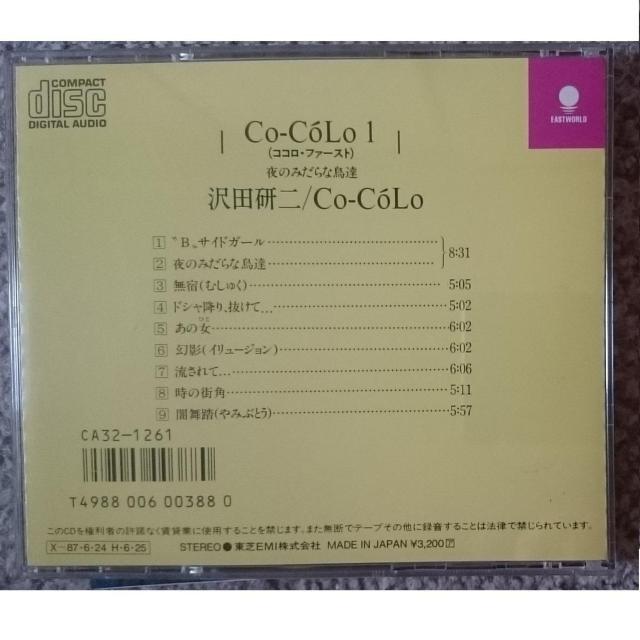 COMPACT
disc
DIGITAL AUDIO
EASTWORLD
Co-CóLo 1
(ココロ・ファースト)
夜のみだらな鳥達
沢田研二/Co-CóLo
1 〝B〟サイドガール
2 夜のみだらな鳥達
8:31
3 無宿(むしゅく) 5:05
4 ドシャ降り、抜けて… 5:02
5 あの女 6:02
ひと
6 幻影(イリュージョン) 6:02
7 流されて… 6:06
8 時の街角 5:11
9 闇舞踏(やみぶとう) 5:57
CA32-1261
T4988 006 00388 0
このCDを権利者の許諾なく賃貸業に使用することを禁じます。また無断でテープその他に録音することは法律で禁じられています。
X-87・6・24 H・6・25 STEREO ● 東芝EMI株式会社 MADE IN JAPAN ¥3,200